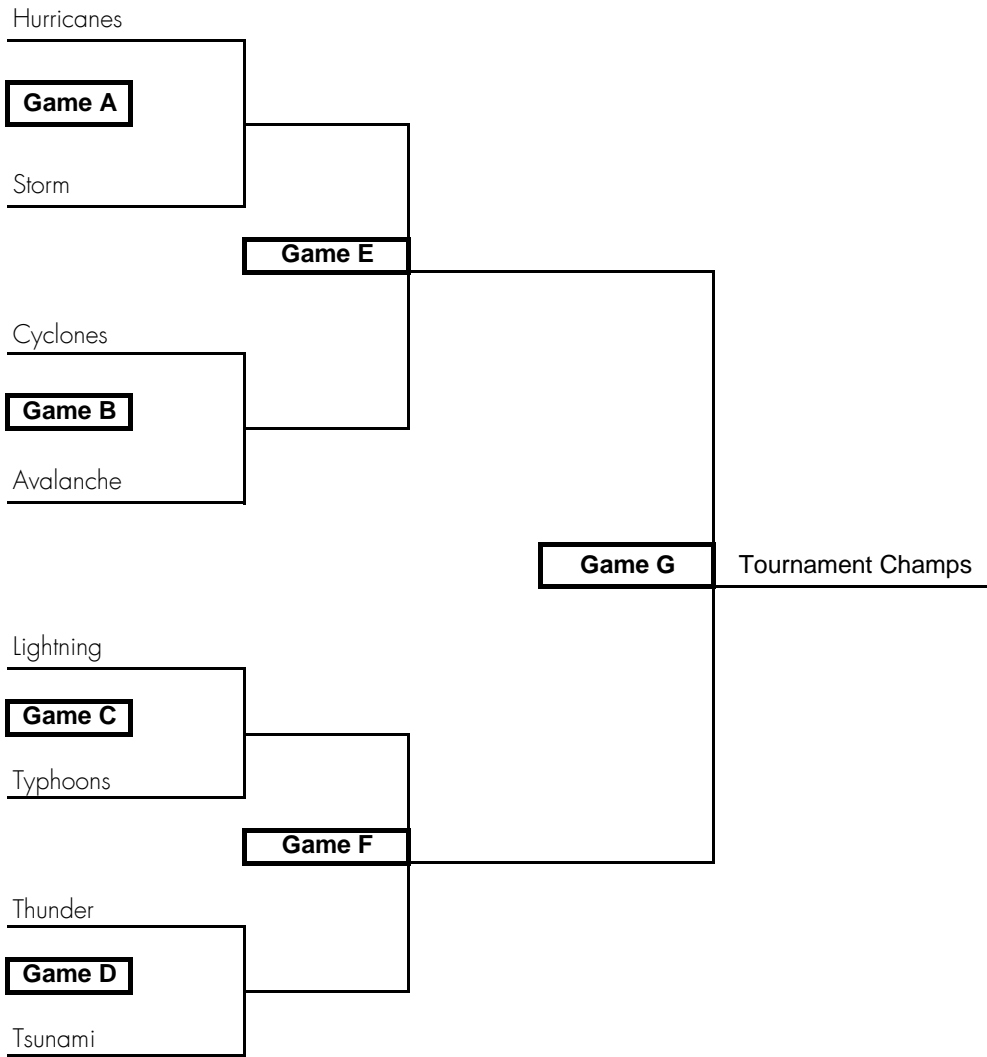 Hurricanes
Game A
Storm
Game E
Cyclones
Game B
Avalanche
Game G
Tournament Champs
Lightning
Game C
Typhoons
Game F
Thunder
Game D
Tsunami